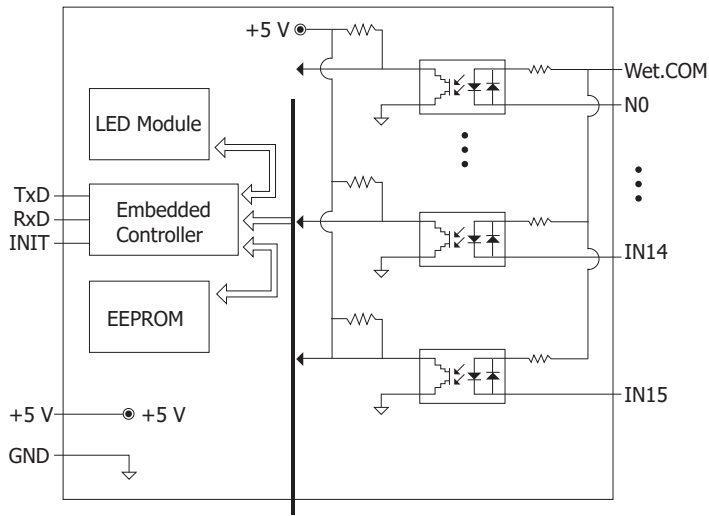 +5 V
Wet.COM
N0
LED Module
TxD
RxD
INIT
Embedded
Controller
IN14
EEPROM
IN15
+5 V
+5 V
GND